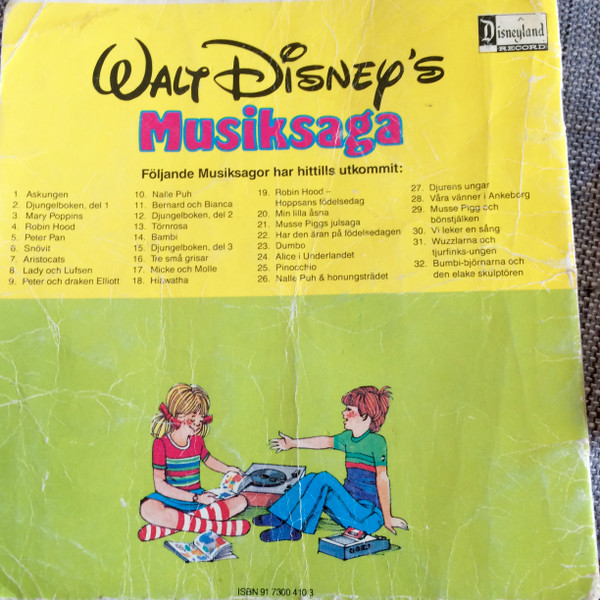 Disneyland
RECORD
WALT DISNEY'S
Musiksaga
Följande Musiksagor har hittills utkommit:
1. Askungen
2. Djungelboken, del 1
3. Mary Poppins
4. Robin Hood
5. Peter Pan
6. Snövit
7. Aristocats
8. Lady och Lufsen
9. Peter och draken Elliott
10. Nalle Puh
11. Bernard och Bianca
12. Djungelboken, del 2
13. Törnrosa
14. Bambi
15. Djungelboken, del 3
16. Tre små grisar
17. Micke och Molle
18. Hiawatha
19. Robin Hood –
Hoppsans födelsedag
20. Min lilla åsna
21. Musse Piggs julsaga
22. Har den äran på födelsedagen
23. Dumbo
24. Alice i Underlandet
25. Pinocchio
26. Nalle Puh & honungsträdet
27. Djurens ungar
28. Våra vänner i Ankeborg
29. Musse Pigg och
bönstjälken
30. Vi leker en sång
31. Wuzzlarna och
tjurfinks-ungen
32. Bumbi-björnarna och
den elake skulptören
ISBN 91 7300 410 3